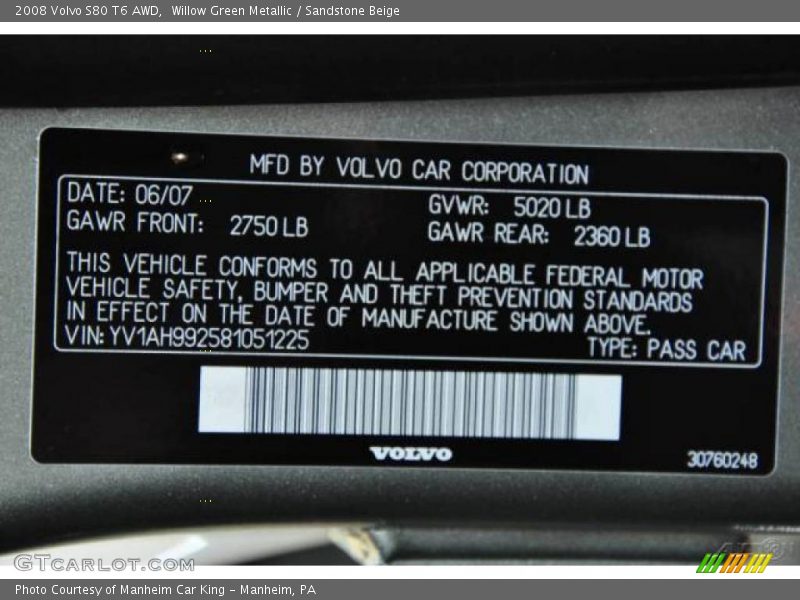 2008 Volvo S80 T6 AWD, Willow Green Metallic / Sandstone Beige
MFD BY VOLVO CAR CORPORATION
DATE: 06/07
GVWR: 5020 LB
GAWR FRONT: 2750 LB
GAWR REAR: 2360 LB
THIS VEHICLE CONFORMS TO ALL APPLICABLE FEDERAL MOTOR
VEHICLE SAFETY, BUMPER AND THEFT PREVENTION STANDARDS
IN EFFECT ON THE DATE OF MANUFACTURE SHOWN ABOVE.
VIN: YV1AH992581051225
TYPE: PASS CAR
VOLVO
30760248
GTCARLOT.COM
Photo Courtesy of Manheim Car King - Manheim, PA